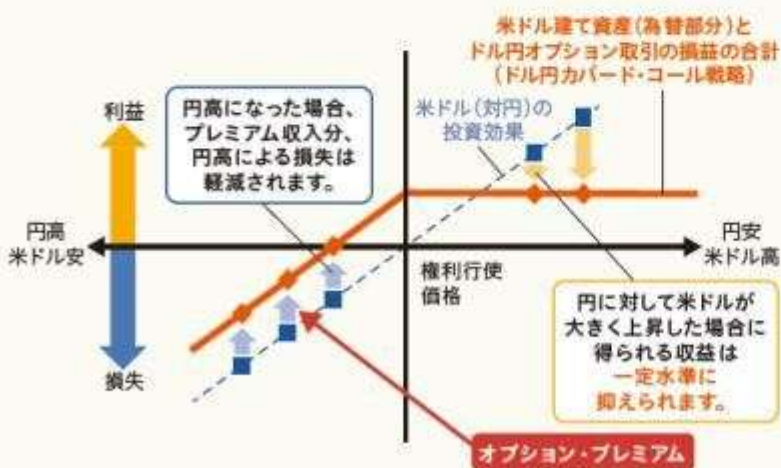 米ドル建て資産(為替部分)と
ドル円オプション取引の損益の合計
(ドル円カバード・コール戦略)
利益
円高になった場合、
プレミアム収入分、
円高による損失は
軽減されます。
米ドル(対円)の
投資効果
円高
米ドル安
円安
米ドル高
権利行使
価格
円に対して米ドルが
大きく上昇した場合に
得られる収益は
一定水準に
抑えられます。
損失
オプション・プレミアム